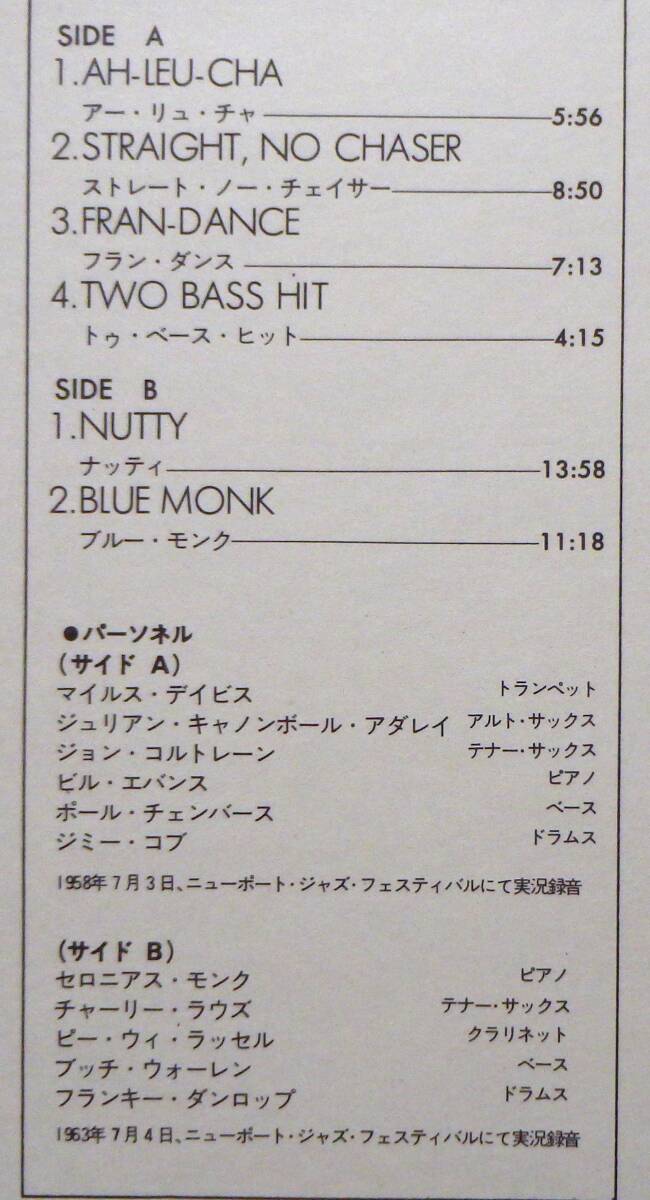 SIDE A
1.AH-LEU-CHA
アー・リュ・チャ 5:56
2.STRAIGHT, NO CHASER
ストレート・ノー・チェイサー 8:50
3.FRAN-DANCE
フラン・ダンス 7:13
4.TWO BASS HIT
トゥ・ベース・ヒット 4:15
SIDE B
1.NUTTY
ナッティ 13:58
2.BLUE MONK
ブルー・モンク 11:18
●パーソネル
(サイド A)
マイルス・デイビス トランペット
ジュリアン・キャノンボール・アダレイ アルト・サックス
ジョン・コルトレーン テナー・サックス
ビル・エバンス ピアノ
ポール・チェンバース ベース
ジミー・コブ ドラムス
1958年7月3日、ニューポート・ジャズ・フェスティバルにて実況録音
(サイド B)
セロニアス・モンク ピアノ
チャーリー・ラウズ テナー・サックス
ピー・ウィ・ラッセル クラリネット
ブッチ・ウォーレン ベース
フランキー・ダンロップ ドラムス
1963年7月4日、ニューポート・ジャズ・フェスティバルにて実況録音